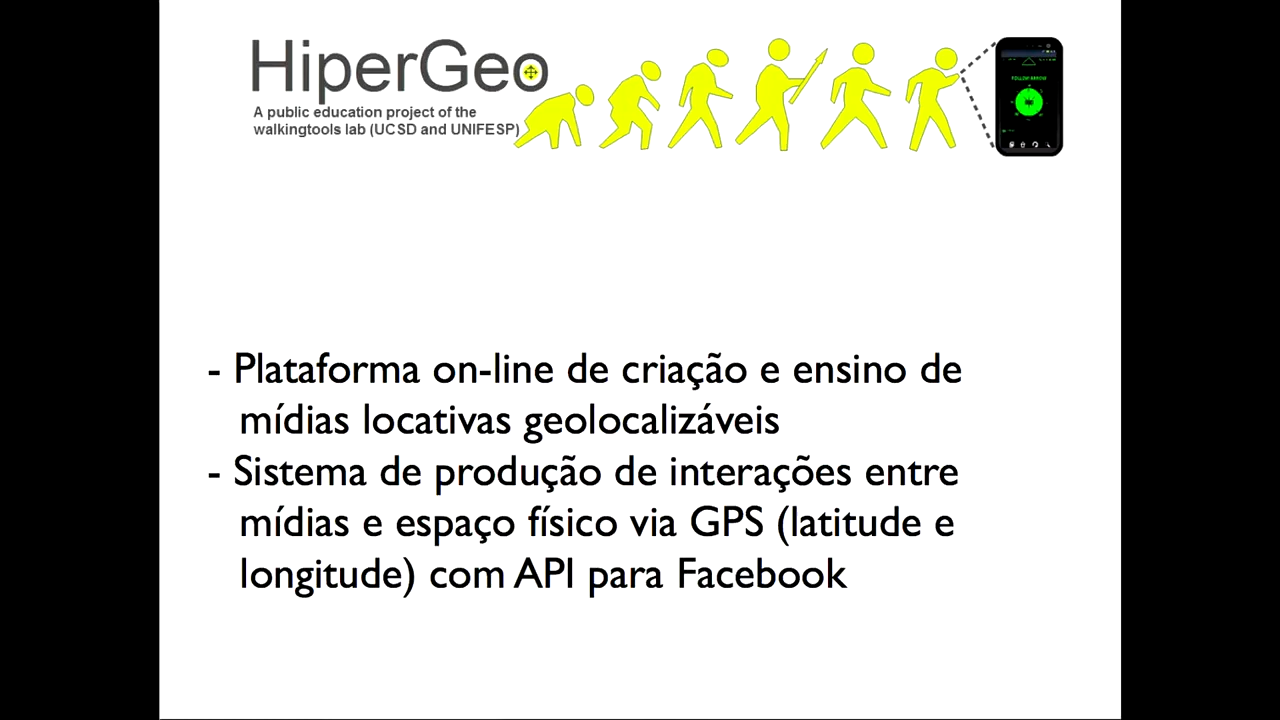 HiperGeo
A public education project of the
walkingtools lab (UCSD and UNIFESP)
FOLLOW ARROW
- Plataforma on-line de criação e ensino de
mídias locativas geolocalizáveis
- Sistema de produção de interações entre
mídias e espaço físico via GPS (latitude e
longitude) com API para Facebook